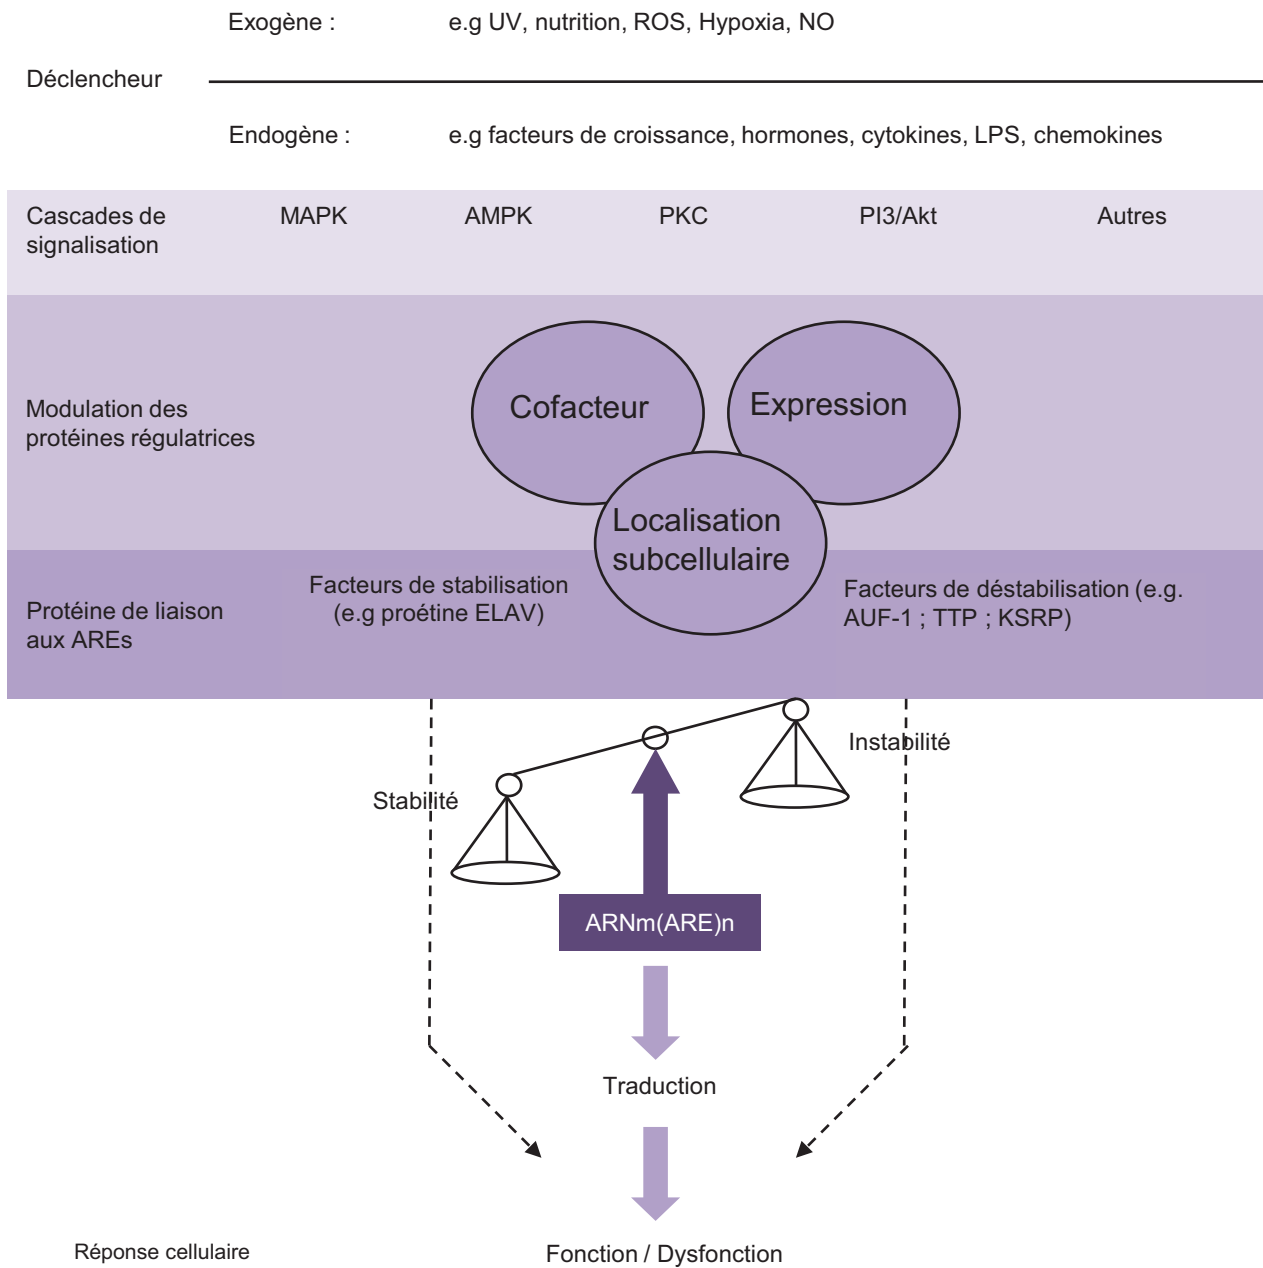 Exogène :
e.g UV, nutrition, ROS, Hypoxia, NO
Déclencheur
Endogène :
e.g facteurs de croissance, hormones, cytokines, LPS, chemokines
Cascades de
signalisation
MAPK
AMPK
PKC
PI3/Akt
Autres
Modulation des
protéines régulatrices
Cofacteur
Expression
Localisation
subcellulaire
Protéine de liaison
aux AREs
Facteurs de stabilisation
(e.g proétine ELAV)
Facteurs de déstabilisation (e.g.
AUF-1 ; TTP ; KSRP)
Instabilité
Stabilité
ARNm(ARE)n
Traduction
Réponse cellulaire
Fonction / Dysfonction